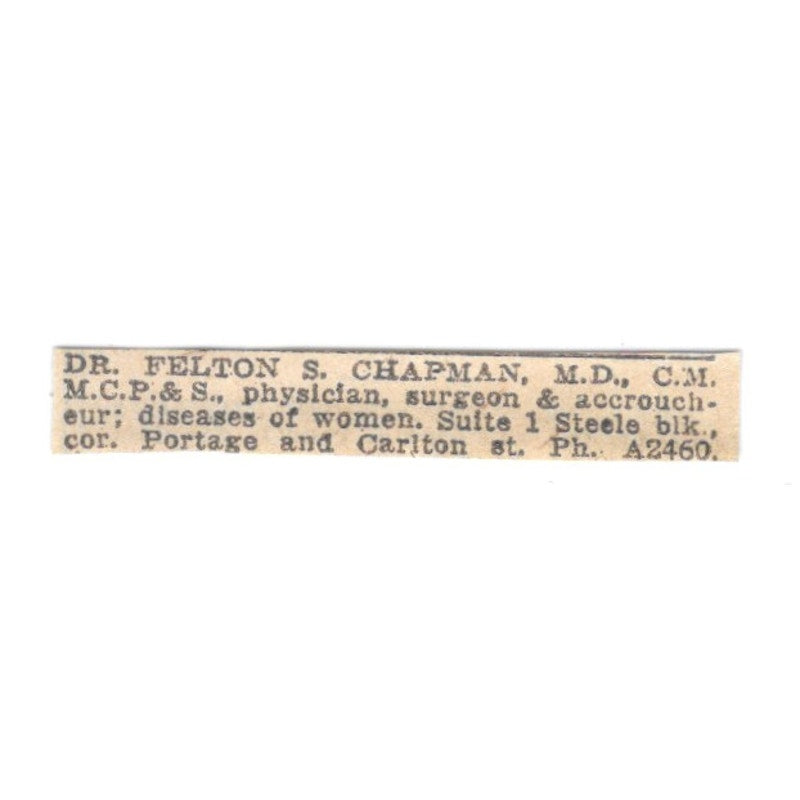 DR. FELTON S. CHAPMAN, M.D., C.M.
M.C.P.& S., physician, surgeon & accrouch-
eur; diseases of women. Suite 1 Steele blk.,
cor. Portage and Carlton st. Ph. A2460.